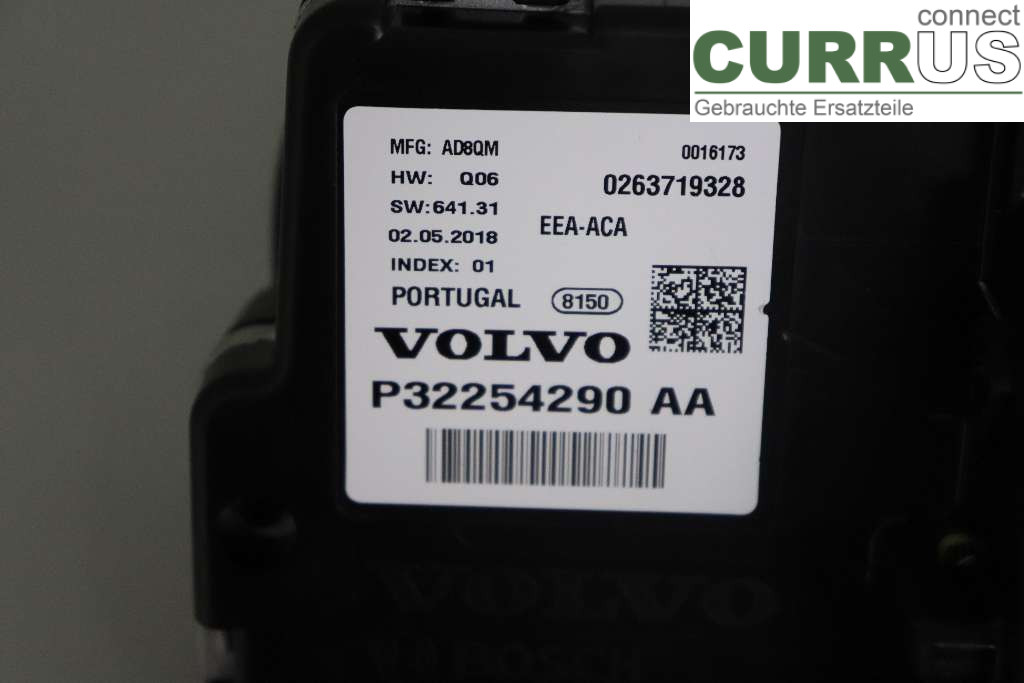 connect
CURRUS
Gebrauchte Ersatzteile
MFG: AD8QM
0016173
HW: Q06
0263719328
SW:641.31
EEA-ACA
02.05.2018
INDEX: 01
PORTUGAL
8150
VOLVO
P32254290 AA
VOLVO
BOSCH